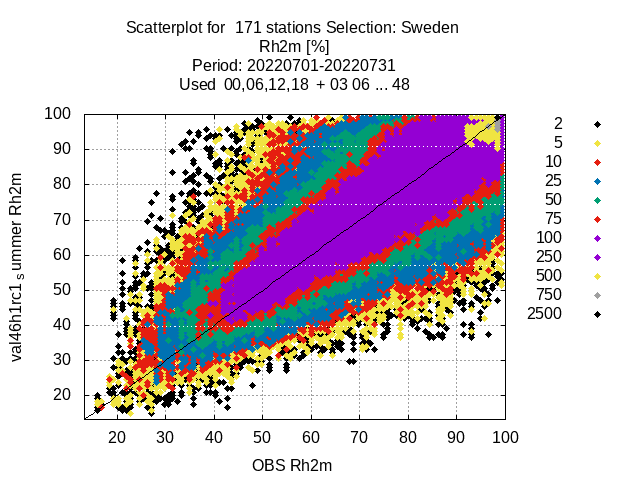 Scatterplot for 171 stations Selection: Sweden
Rh2m [%]
Period: 20220701-20220731
Used 00,06,12,18 + 03 06 ... 48
val46h1rc1 s ummer Rh2m
100
90
80
70
60
50
40
30
20
20 30 40 50 60 70 80 90 100
OBS Rh2m
2
5
10
25
50
75
100
250
500
750
2500